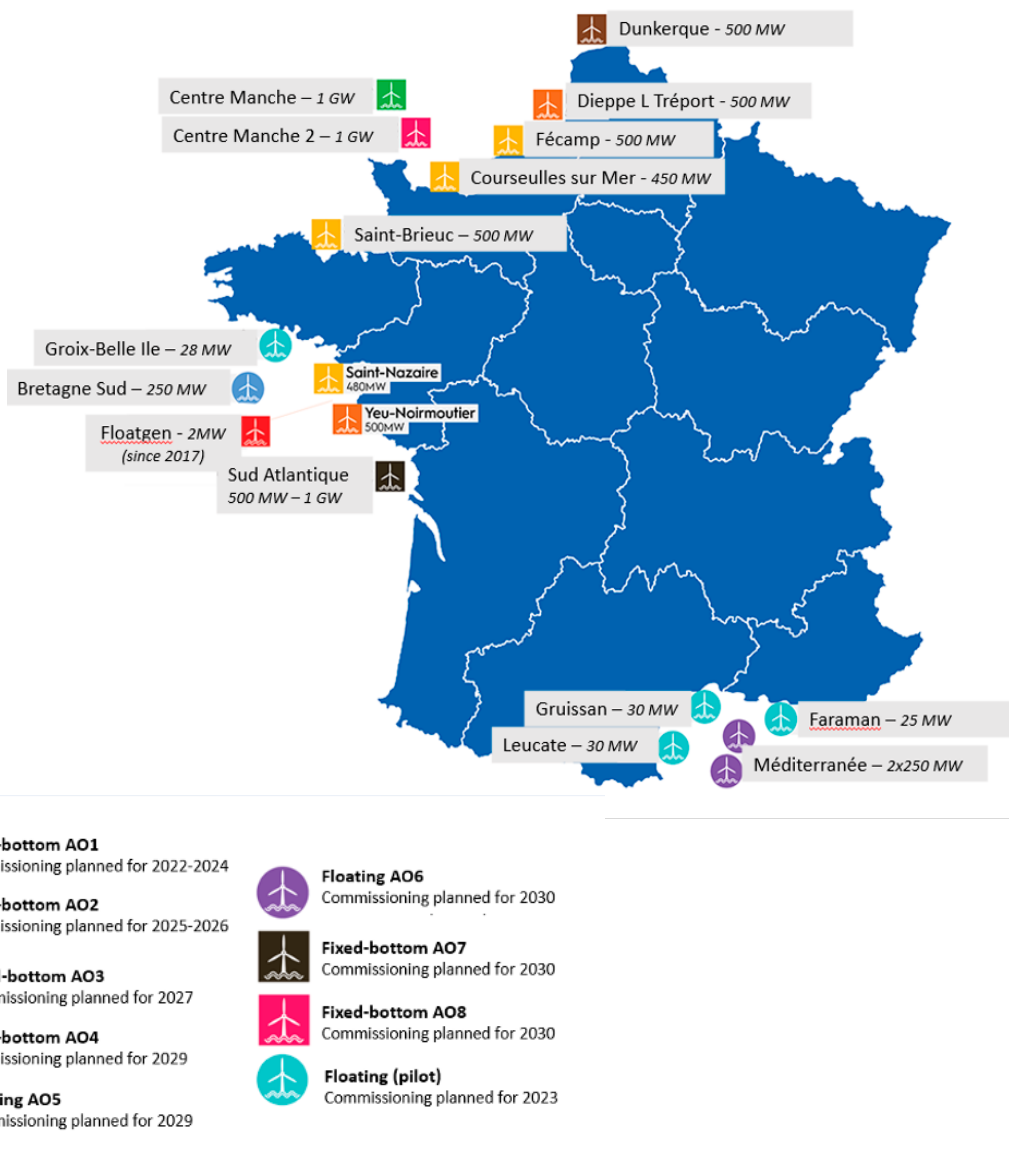 Dunkerque - 500 MW
Centre Manche – 1 GW
Dieppe L Tréport - 500 MW
Centre Manche 2 – 1 GW
Fécamp - 500 MW
Courseulles sur Mer - 450 MW
Saint-Brieuc – 500 MW
Groix-Belle Ile – 28 MW
Saint-Nazaire
480MW
Bretagne Sud – 250 MW
Yeu-Noirmoutier
500MW
Floatgen - 2MW
(since 2017)
Sud Atlantique
500 MW – 1 GW
Gruissan – 30 MW
Faraman – 25 MW
Leucate – 30 MW
Méditerranée – 2x250 MW
-bottom AO1
issioning planned for 2022-2024
-bottom AO2
issioning planned for 2025-2026
-bottom AO3
missioning planned for 2027
-bottom AO4
issioning planned for 2029
ing AO5
missioning planned for 2029
Floating AO6
Commissioning planned for 2030
Fixed-bottom AO7
Commissioning planned for 2030
Fixed-bottom AO8
Commissioning planned for 2030
Floating (pilot)
Commissioning planned for 2023